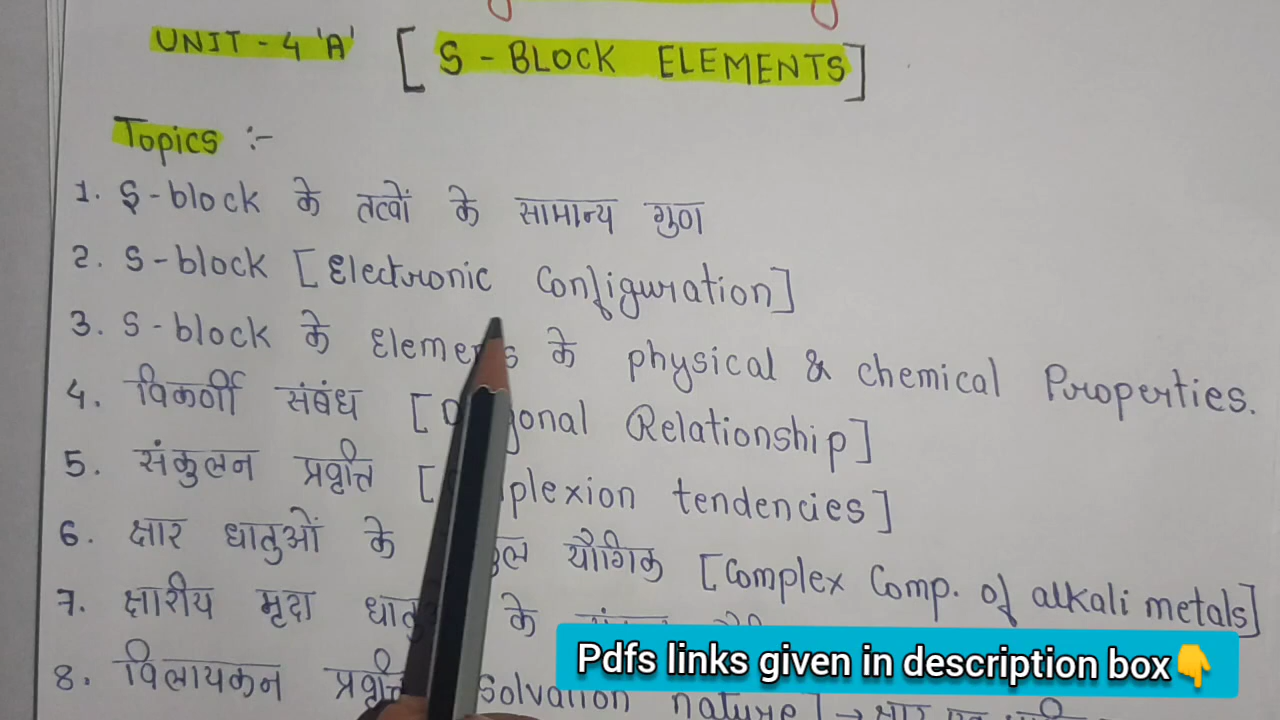 UNIT - 4 'A' [ S - BLOCK ELEMENTS ]
Topics :-
1. S-block के तत्वों के सामान्य गुण
2. S-block [Electronic Configuration]
3. S-block के Elements के physical & chemical Properties.
4. विकर्णी संबंध [ Relationship]
5. संकुलन प्रवृत्ति [ tendencies]
6. क्षार धातुओं के यौगिक [Complex Comp. of alkali metals]
7. क्षारीय मृदा के
8. विलायकन प्रवृत्ति solvation nature] →
Pdfs links given in description box👇